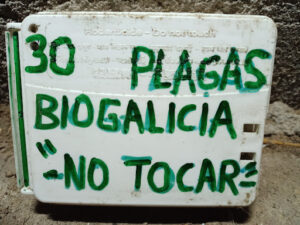 30 PLAGAS
BIOGALICIA
"-NO TOCAR="